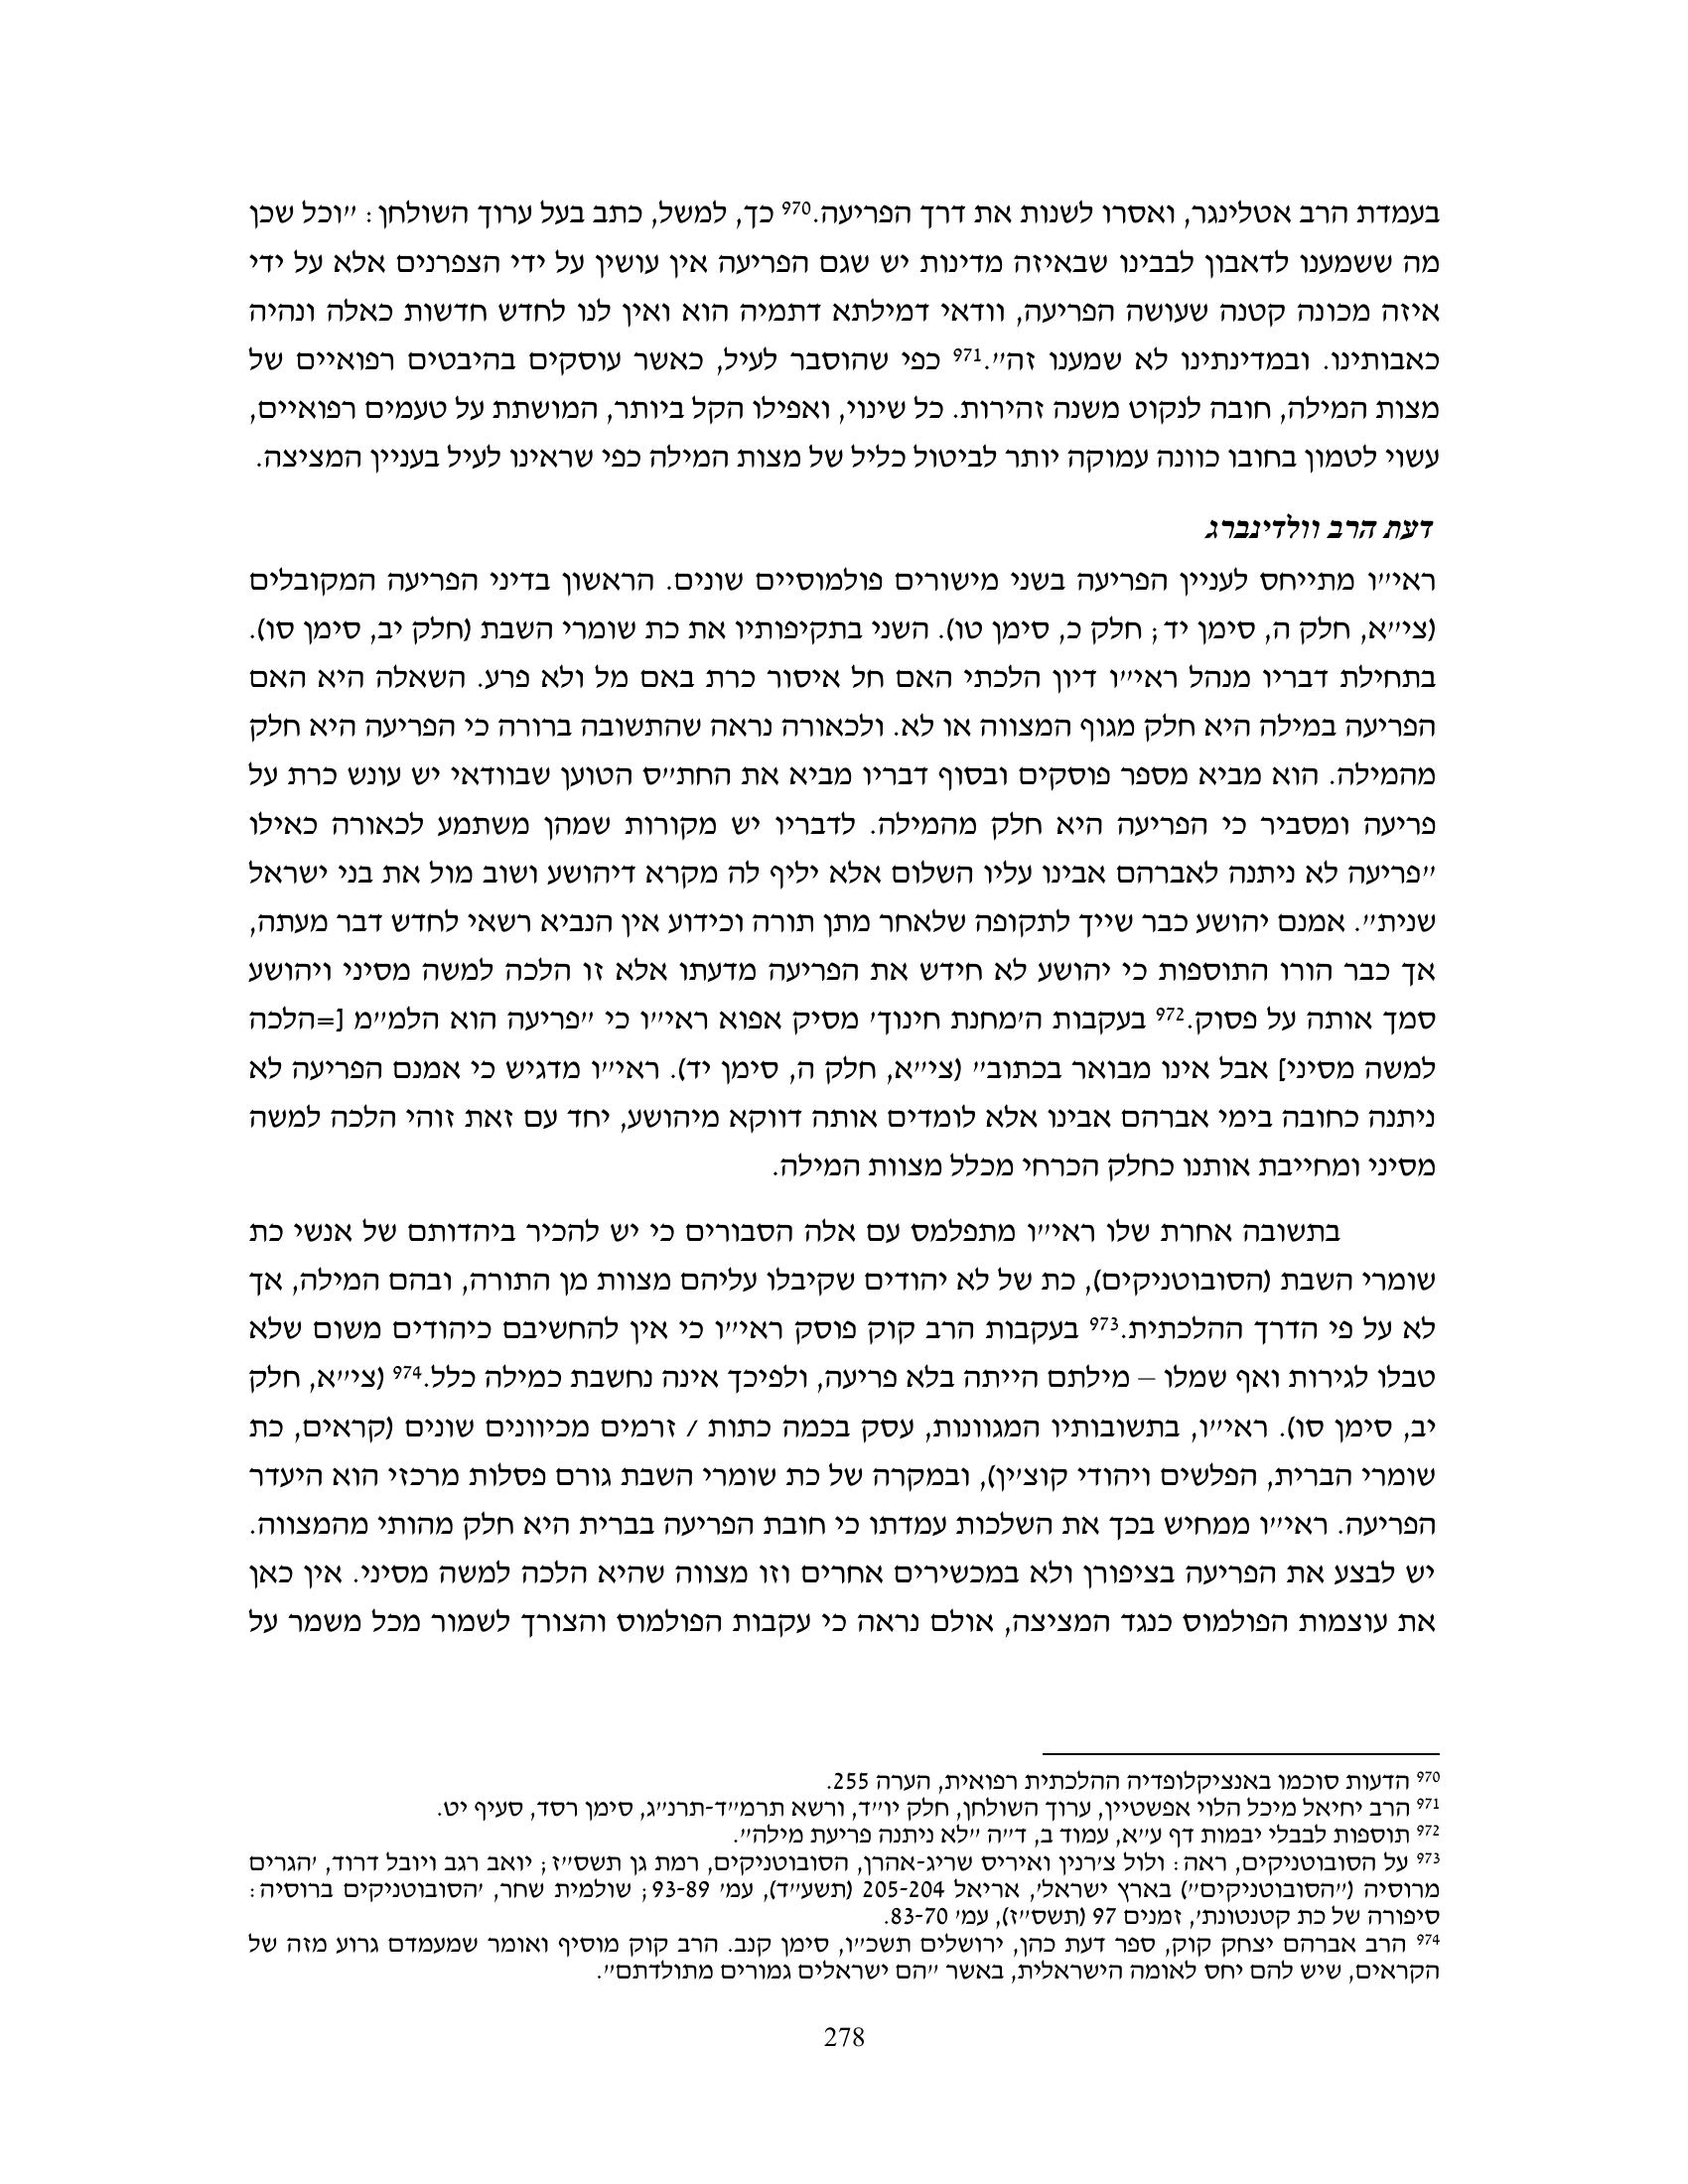 בעמדת הרב אטלינגר, ואסרו לשנות את דרך הפריעה.970 כך, למשל, כתב בעל ערוך השולחן: "וכל שכן
מה ששמענו לדאבון לבבינו שבאיזה מדינות יש שגם הפריעה אין עושין על ידי הצפרנים אלא על ידי
איזה מכונה קטנה שעושה הפריעה, וודאי דמילתא דתמיה הוא ואין לנו לחדש חדשות כאלה ונהיה
כאבותינו. ובמדינתינו לא שמענו זה".971 כפי שהוסבר לעיל, כאשר עוסקים בהיבטים רפואיים של
מצות המילה, חובה לנקוט משנה זהירות. כל שינוי, ואפילו הקל ביותר, המושתת על טעמים רפואיים,
עשוי לטמון בחובו כוונה עמוקה יותר לביטול כליל של מצות המילה כפי שראינו לעיל בעניין המציצה.
דעת הרב וולדינברג
ראי"ו מתייחס לעניין הפריעה בשני מישורים פולמוסיים שונים. הראשון בדיני הפריעה המקובלים
(צי"א, חלק ה, סימן יד; חלק כ, סימן טו). השני בתקיפותיו את כת שומרי השבת (חלק יב, סימן סו).
בתחילת דבריו מנהל ראי"ו דיון הלכתי האם חל איסור כרת באם מל ולא פרע. השאלה היא האם
הפריעה במילה היא חלק מגוף המצווה או לא. ולכאורה נראה שהתשובה ברורה כי הפריעה היא חלק
מהמילה. הוא מביא מספר פוסקים ובסוף דבריו מביא את החת"ס הטוען שבוודאי יש עונש כרת על
פריעה ומסביר כי הפריעה היא חלק מהמילה. לדבריו יש מקורות שמהן משתמע לכאורה כאילו
"פריעה לא ניתנה לאברהם אבינו עליו השלום אלא יליף לה מקרא דיהושע ושוב מול את בני ישראל
שנית". אמנם יהושע כבר שייך לתקופה שלאחר מתן תורה וכידוע אין הנביא רשאי לחדש דבר מעתה,
אך כבר הורו התוספות כי יהושע לא חידש את הפריעה מדעתו אלא זו הלכה למשה מסיני ויהושע
סמך אותה על פסוק.972 בעקבות ה'מחנת חינוך' מסיק אפוא ראי"ו כי "פריעה הוא הלמ"מ [=הלכה
למשה מסיני] אבל אינו מבואר בכתוב" (צי"א, חלק ה, סימן יד). ראי"ו מדגיש כי אמנם הפריעה לא
ניתנה כחובה בימי אברהם אבינו אלא לומדים אותה דווקא מיהושע, יחד עם זאת זוהי הלכה למשה
מסיני ומחייבת אותנו כחלק הכרחי מכלל מצוות המילה.
בתשובה אחרת שלו ראי"ו מתפלמס עם אלה הסבורים כי יש להכיר ביהדותם של אנשי כת
שומרי השבת (הסובוטניקים), כת של לא יהודים שקיבלו עליהם מצוות מן התורה, ובהם המילה, אך
לא על פי הדרך ההלכתית.973 בעקבות הרב קוק פוסק ראי"ו כי אין להחשיבם כיהודים משום שלא
טבלו לגירות ואף שמלו – מילתם הייתה בלא פריעה, ולפיכך אינה נחשבת כמילה כלל.974 (צי"א, חלק
יב, סימן סו). ראי"ו, בתשובותיו המגוונות, עסק בכמה כתות / זרמים מכיוונים שונים (קראים, כת
שומרי הברית, הפלשים ויהודי קוצ'ין), ובמקרה של כת שומרי השבת גורם פסלות מרכזי הוא היעדר
הפריעה. ראי"ו ממחיש בכך את השלכות עמדתו כי חובת הפריעה בברית היא חלק מהותי מהמצווה.
יש לבצע את הפריעה בציפורן ולא במכשירים אחרים וזו מצווה שהיא הלכה למשה מסיני. אין כאן
את עוצמות הפולמוס כנגד המציצה, אולם נראה כי עקבות הפולמוס והצורך לשמור מכל משמר על
970 הדעות סוכמו באנציקלופדיה ההלכתית רפואית, הערה 255.
971 הרב יחיאל מיכל הלוי אפשטיין, ערוך השולחן, חלק יו"ד, ורשא תרמ"ד-תרנ"ג, סימן רסד, סעיף יט.
972 תוספות לבבלי יבמות דף ע"א, עמוד ב, ד"ה "לא ניתנה פריעת מילה".
973 על הסובוטניקים, ראה: ולול צ'רנין ואיריס שריג-אהרן, הסובוטניקים, רמת גן תשס"ז; יואב רגב ויובל דרוד, 'הגרים
מרוסיה ("הסובוטניקים") בארץ ישראל', אריאל 205-204 (תשע"ד), עמ' 93-89; שולמית שחר, 'הסובוטניקים ברוסיה:
סיפורה של כת קטנטונת', זמנים 97 (תשס"ז), עמ' 83-70.
974 הרב אברהם יצחק קוק, ספר דעת כהן, ירושלים תשכ"ו, סימן קנב. הרב קוק מוסיף ואומר שמעמדם גרוע מזה של
הקראים, שיש להם יחס לאומה הישראלית, באשר "הם ישראלים גמורים מתולדתם".
278